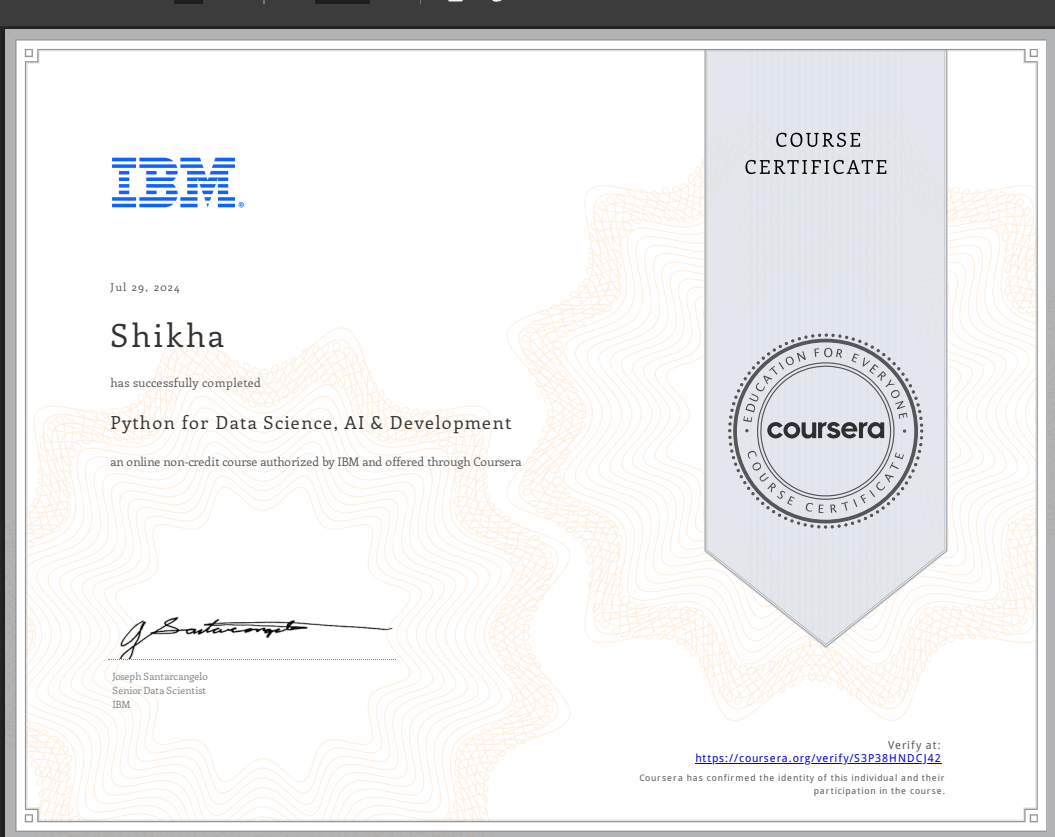 COURSE
CERTIFICATE
IBM®
Jul 29, 2024
Shikha
has successfully completed
Python for Data Science, AI & Development
an online non-credit course authorized by IBM and offered through Coursera
EDUCATION FOR EVERYONE
coursera
COURSE CERTIFICATE
J Santarcangelo
Joseph Santarcangelo
Senior Data Scientist
IBM
Verify at:
https://coursera.org/verify/S3P38HNDCJ42
Coursera has confirmed the identity of this individual and their
participation in the course.